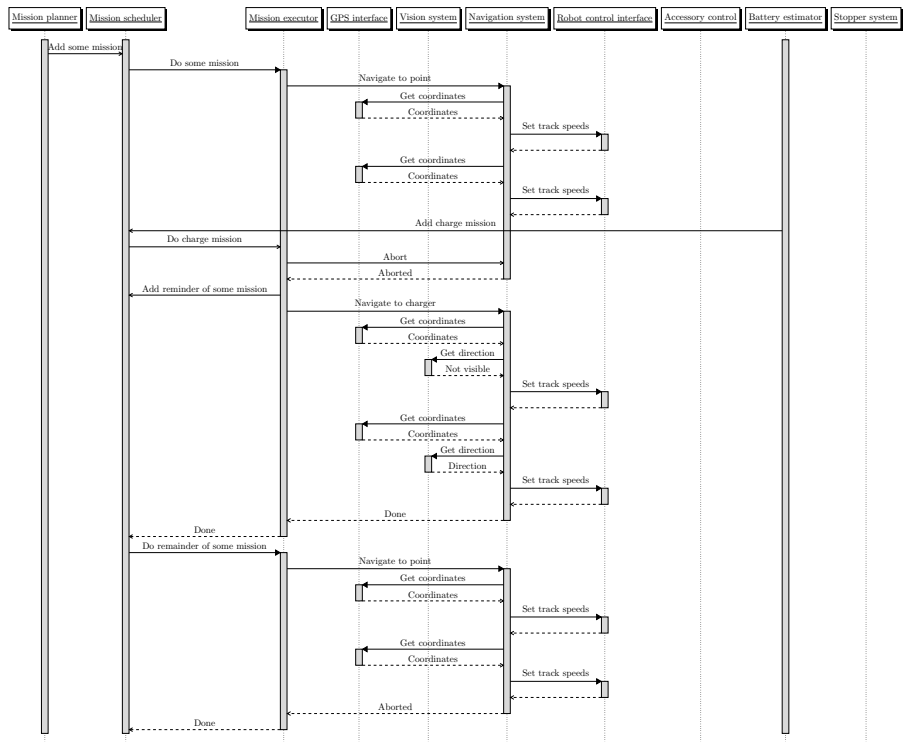 Mission planner
Mission scheduler
Mission executor
GPS interface
Vision system
Navigation system
Robot control interface
Accessory control
Battery estimator
Stopper system
Add some mission
Do some mission
Navigate to point
Get coordinates
Coordinates
Set track speeds
Get coordinates
Coordinates
Set track speeds
Add charge mission
Do charge mission
Abort
Aborted
Add reminder of some mission
Navigate to charger
Get coordinates
Coordinates
Get direction
Not visible
Set track speeds
Get coordinates
Coordinates
Get direction
Direction
Set track speeds
Done
Done
Do remainder of some mission
Navigate to point
Get coordinates
Coordinates
Set track speeds
Get coordinates
Coordinates
Set track speeds
Aborted
Done